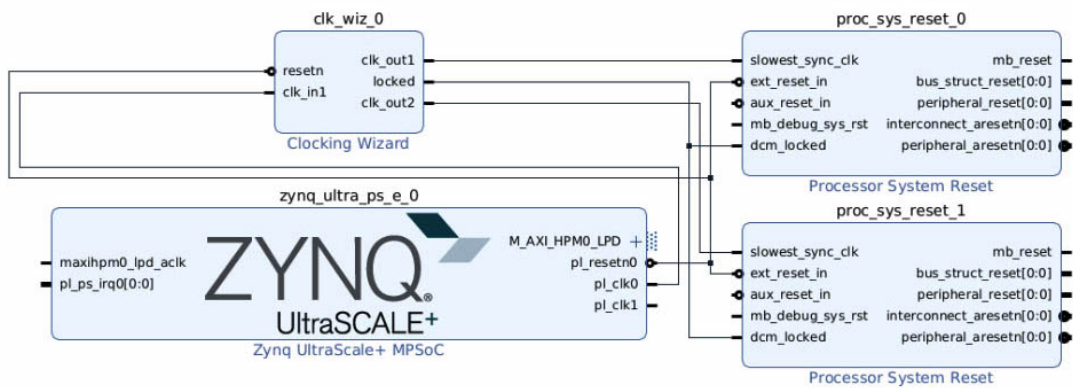 clk_wiz_0
resetn
clk_in1
clk_out1
locked
clk_out2
Clocking Wizard
proc_sys_reset_0
slowest_sync_clk
ext_reset_in
aux_reset_in
mb_debug_sys_rst
dcm_locked
mb_reset
bus_struct_reset[0:0]
peripheral_reset[0:0]
interconnect_aresetn[0:0]
peripheral_aresetn[0:0]
Processor System Reset
zynq_ultra_ps_e_0
maxihpm0_lpd_aclk
pl_ps_irq0[0:0]
ZYNQ®
UltraSCALE+
M_AXI_HPM0_LPD
pl_resetn0
pl_clk0
pl_clk1
Zynq UltraScale+ MPSoC
proc_sys_reset_1
slowest_sync_clk
ext_reset_in
aux_reset_in
mb_debug_sys_rst
dcm_locked
mb_reset
bus_struct_reset[0:0]
peripheral_reset[0:0]
interconnect_aresetn[0:0]
peripheral_aresetn[0:0]
Processor System Reset